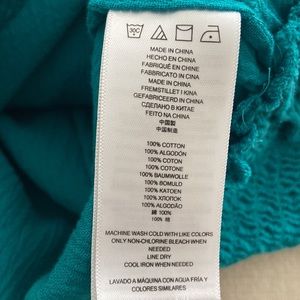 30C
MADE IN CHINA
HECHO EN CHINA
FABRIQUÉ EN CHINE
FABBRICATO IN CINA
MADE IN CHINA
FREMSTILLET I KINA
GEFABRICEERD IN CHINA
СДЕЛАНО В КИТАЕ
FEITO NA CHINA
中国製
中国制造
100% COTTON
100% ALGODÓN
100% COTON
100% COTONE
100% BAUMWOLLE
100% BOMULD
100% KATOEN
100% ХЛОПОК
100% ALGODÃO
綿 100%
100% 棉
MACHINE WASH COLD WITH LIKE COLORS
ONLY NON-CHLORINE BLEACH WHEN
NEEDED
LINE DRY
COOL IRON WHEN NEEDED
LAVADO A MÁQUINA CON AGUA FRÍA Y
COLORES SIMILARES